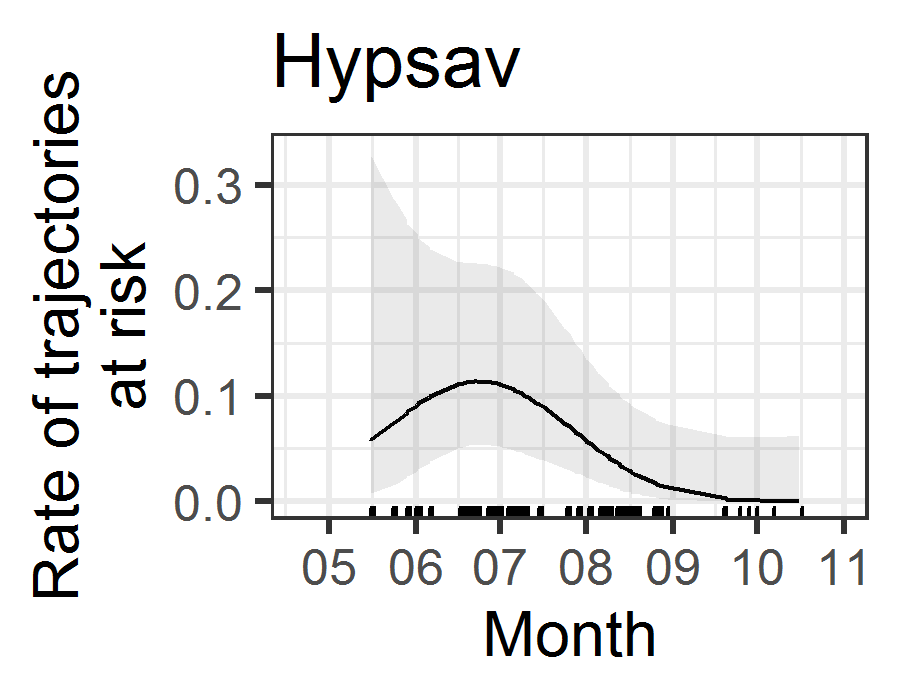 Hypsav
Rate of trajectories
at risk
0.3
0.2
0.1
0.0
05 06 07 08 09 10 11
Month